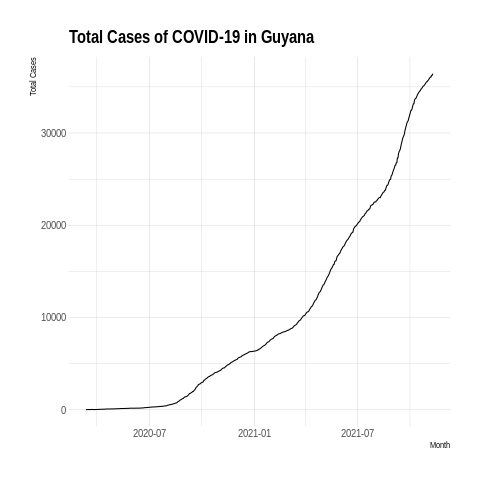 Total Cases of COVID-19 in Guyana
Total Cases
30000
20000
10000
0
2020-07
2021-01
2021-07
Month